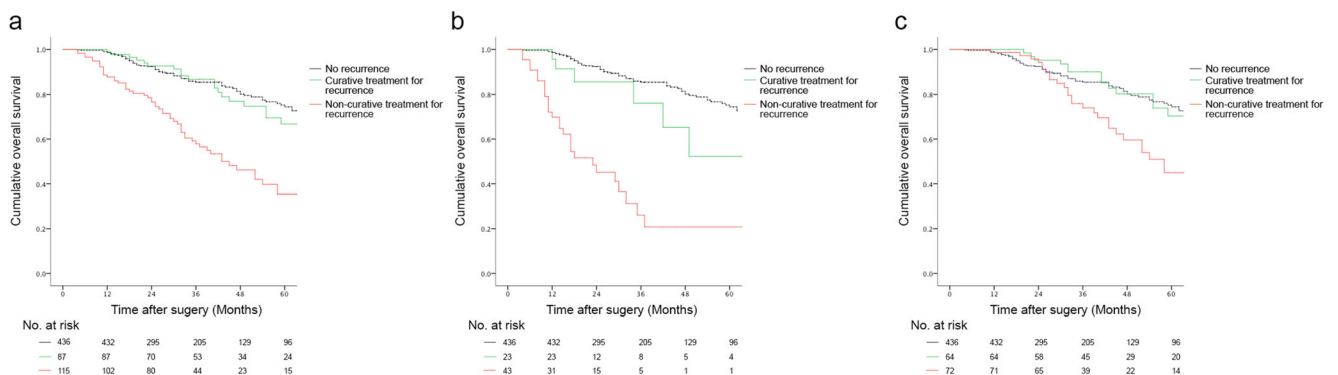 a
Cumulative overall survival
1.0
0.8
0.6
0.4
0.2
0.0
0 12 24 36 48 60
Time after sugery (Months)
No recurrence
Curative treatment for
recurrence
Non-curative treatment for
recurrence
No. at risk
436 432 295 205 129 96
87 87 70 53 34 24
115 102 80 44 23 15
b
Cumulative overall survival
1.0
0.8
0.6
0.4
0.2
0.0
0 12 24 36 48 60
Time after sugery (Months)
No recurrence
Curative treatment for
recurrence
Non-curative treatment for
recurrence
No. at risk
436 432 295 205 129 96
23 23 12 8 5 4
43 31 15 5 1 1
c
Cumulative overall survival
1.0
0.8
0.6
0.4
0.2
0.0
0 12 24 36 48 60
Time after sugery (Months)
No recurrence
Curative treatment for
recurrence
Non-curative treatment for
recurrence
No. at risk
436 432 295 205 129 96
64 64 58 45 29 20
72 71 65 39 22 14